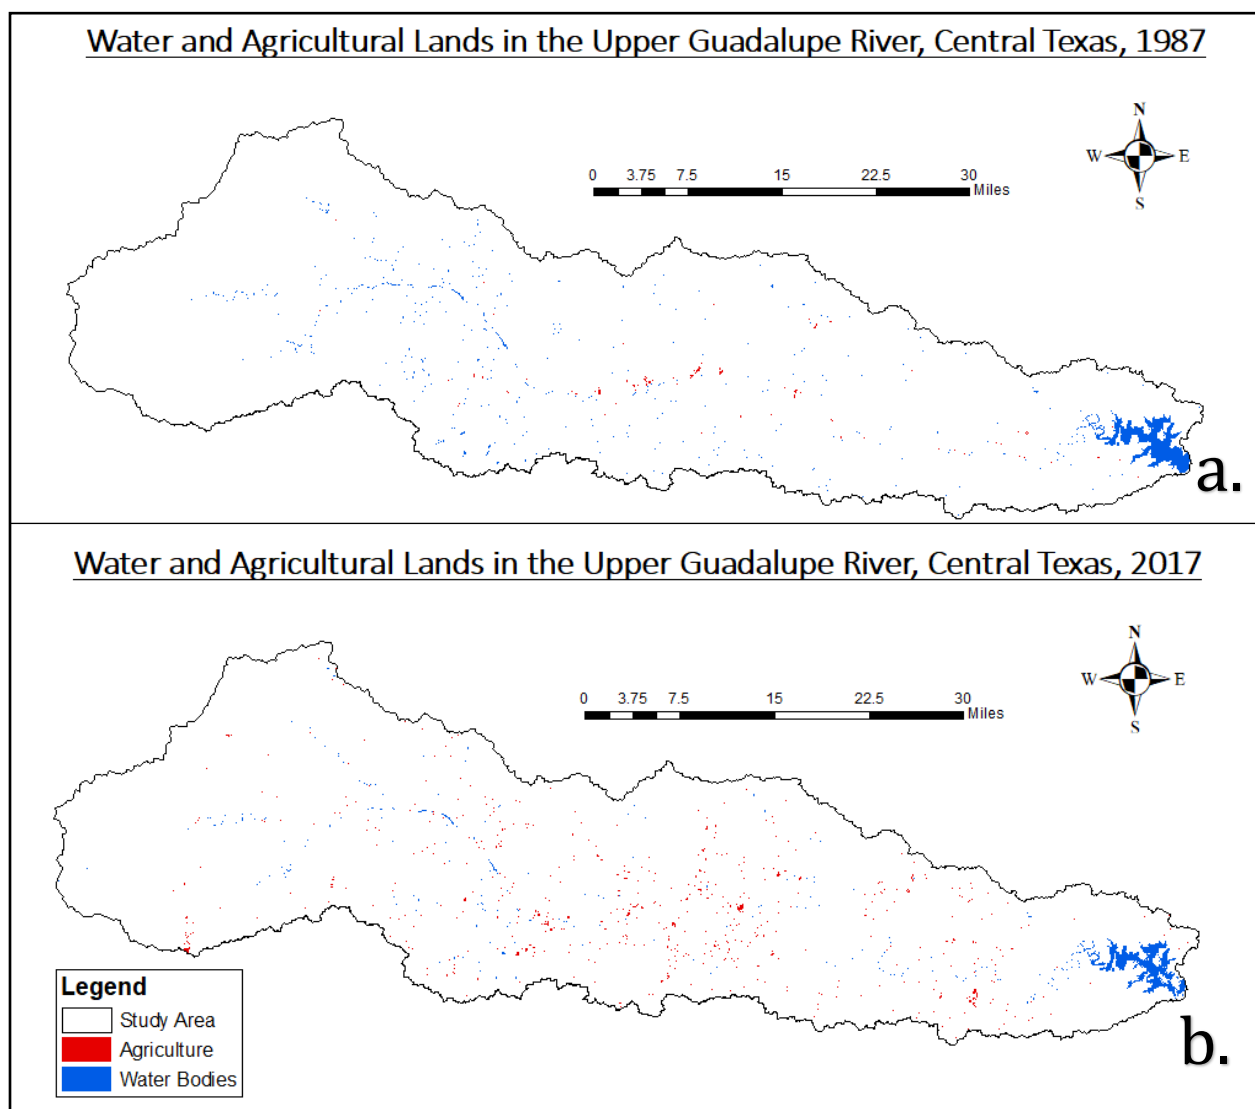 Water and Agricultural Lands in the Upper Guadalupe River, Central Texas, 1987
N
W E
S
0 3.75 7.5 15 22.5 30
Miles
a.
Water and Agricultural Lands in the Upper Guadalupe River, Central Texas, 2017
N
W E
S
0 3.75 7.5 15 22.5 30
Miles
Legend
Study Area
Agriculture
Water Bodies
b.